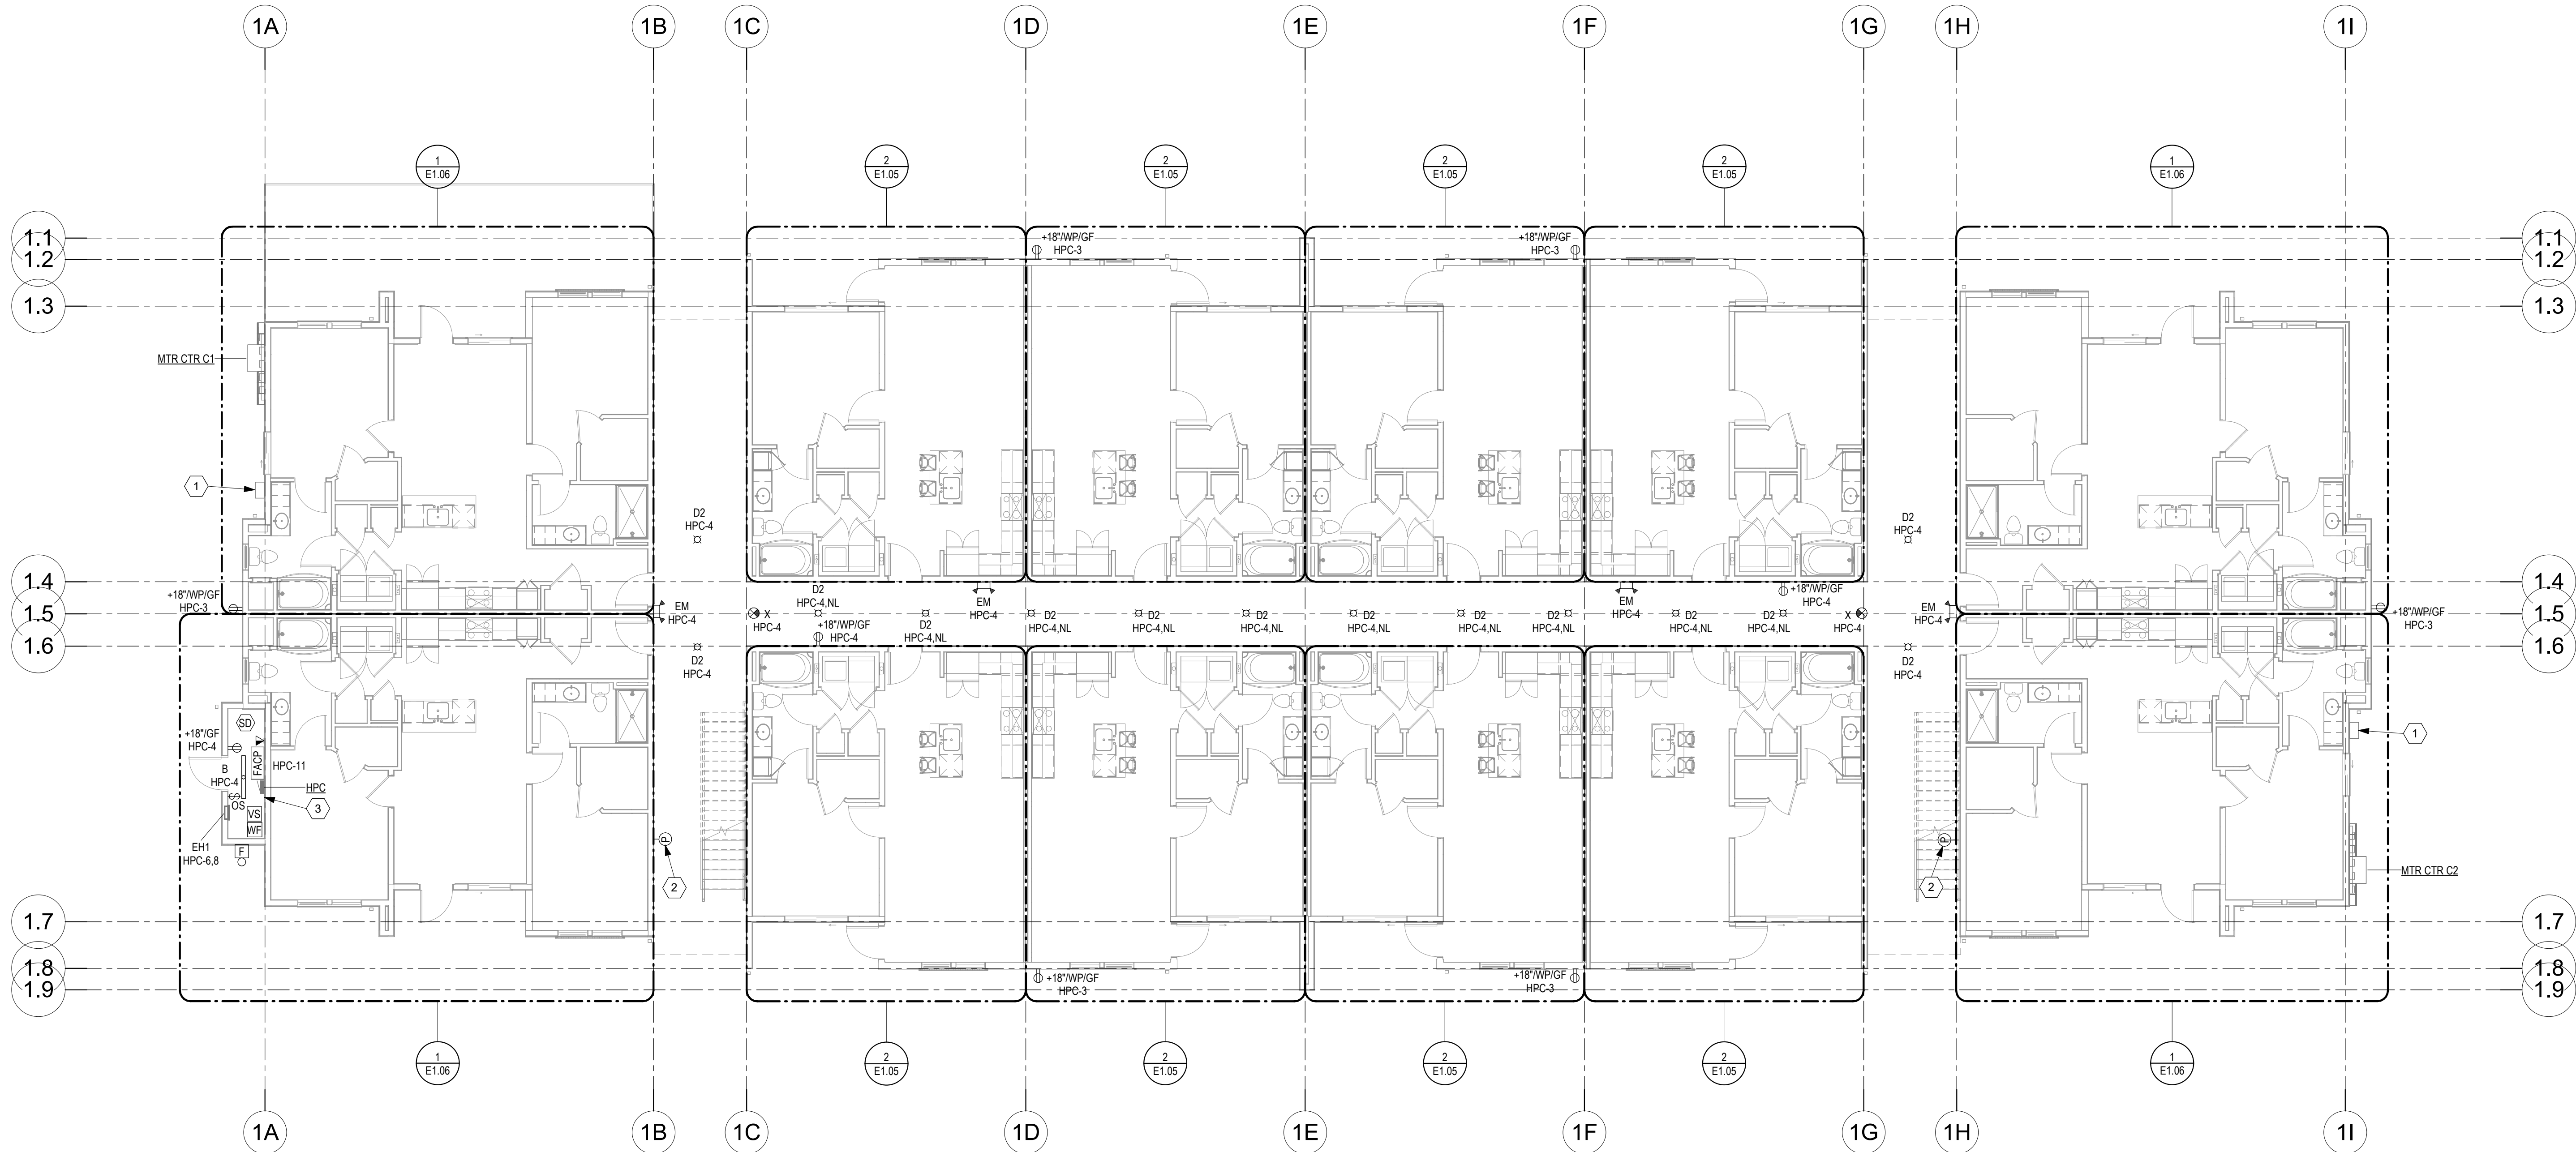 1A
1B
1C
1D
1E
1F
1G
1H
1I
1
E1.06
2
E1.05
2
E1.05
2
E1.05
2
E1.05
1
E1.06
1.1
1.2
1.3
+18"/WP/GF
HPC-3
+18"/WP/GF
HPC-3
1.1
1.2
1.3
MTR CTR C1
1
D2
HPC-4
D2
HPC-4
1.4
1.5
1.6
+18"/WP/GF
HPC-3
EM
HPC-4
X
HPC-4
D2
HPC-4,NL
+18"/WP/GF
HPC-4
D2
HPC-4,NL
EM
HPC-4
D2
HPC-4,NL
D2
HPC-4,NL
D2
HPC-4,NL
D2
HPC-4,NL
D2
HPC-4,NL
D2
HPC-4,NL
EM
HPC-4
D2
HPC-4,NL
D2
HPC-4,NL
+18"/WP/GF
HPC-4
X
HPC-4
EM
HPC-4
+18"/WP/GF
HPC-3
1.4
1.5
1.6
D2
HPC-4
D2
HPC-4
SD
+18"/GF
HPC-4
FACP
HPC-11
B
HPC-4
HPC
3
OS
VS
WF
EH1
HPC-6,8
F
P
2
P
2
1
MTR CTR C2
1.7
1.8
1.9
+18"/WP/GF
HPC-3
+18"/WP/GF
HPC-3
1.7
1.8
1.9
1
E1.06
2
E1.05
2
E1.05
2
E1.05
2
E1.05
1
E1.06
1A
1B
1C
1D
1E
1F
1G
1H
1I